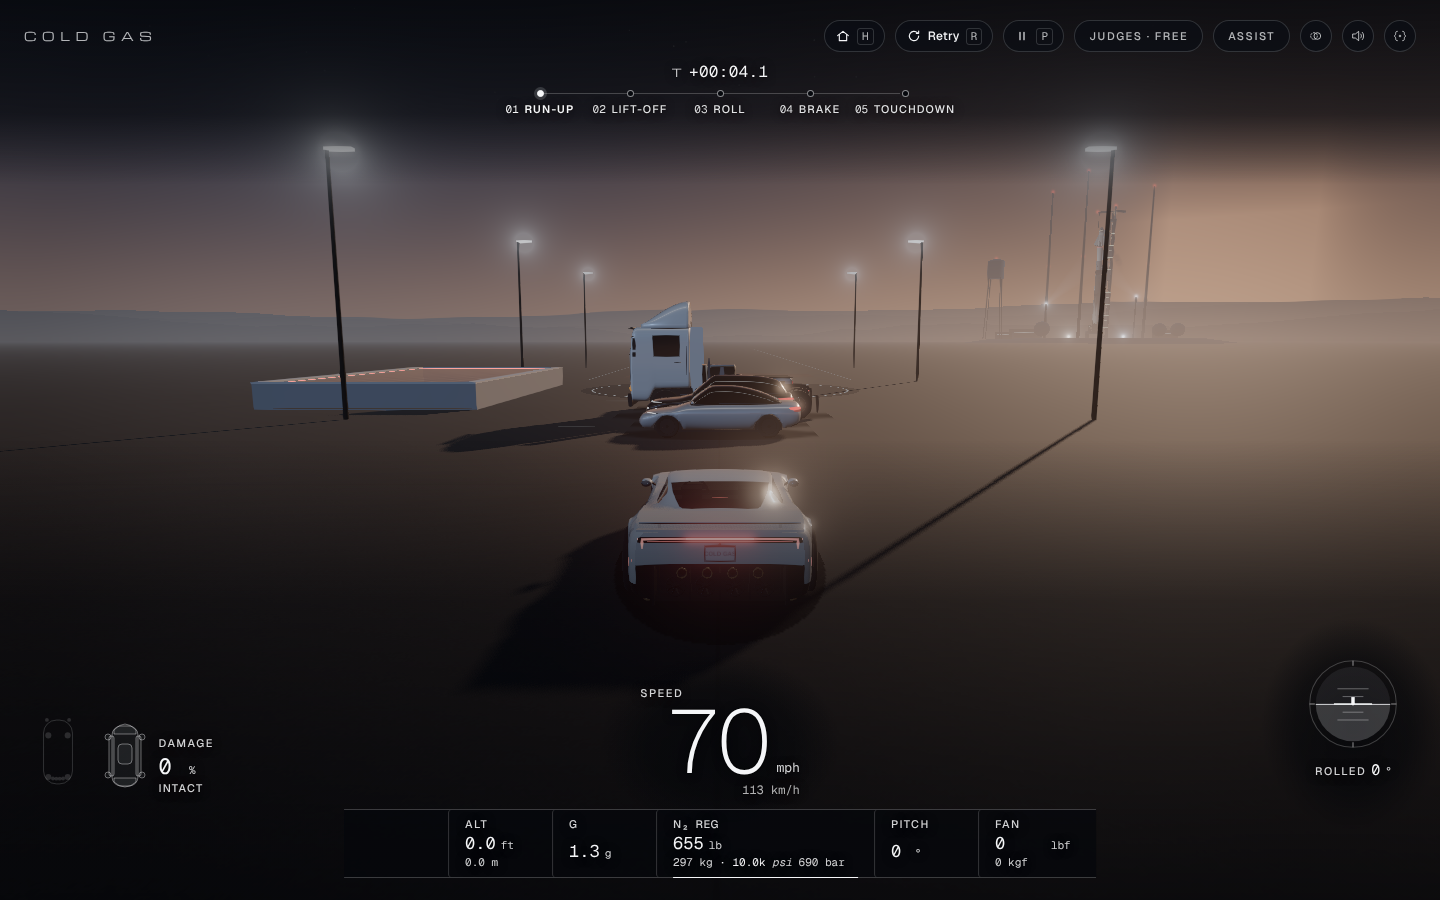 COLD GAS
H
Retry R
P
JUDGES · FREE
ASSIST
T +00:04.1
01 RUN-UP
02 LIFT-OFF
03 ROLL
04 BRAKE
05 TOUCHDOWN
SPEED
70 mph
113 km/h
DAMAGE
0 %
INTACT
ROLLED 0 °
ALT
0.0 ft
0.0 m
G
1.3 g
N₂ REG
655 lb
297 kg · 10.0k psi 690 bar
PITCH
0 °
FAN
0 lbf
0 kgf